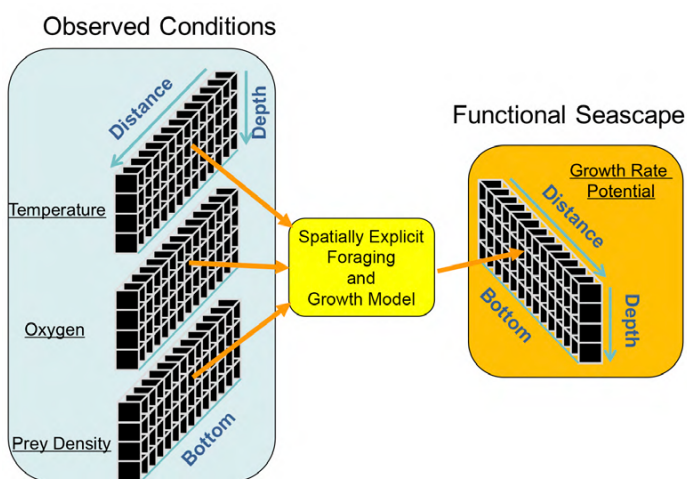 Observed Conditions
Distance
Depth
Temperature
Oxygen
Prey Density
Bottom
Spatially Explicit
Foraging
and
Growth Model
Functional Seascape
Growth Rate
Potential
Distance
Depth
Bottom